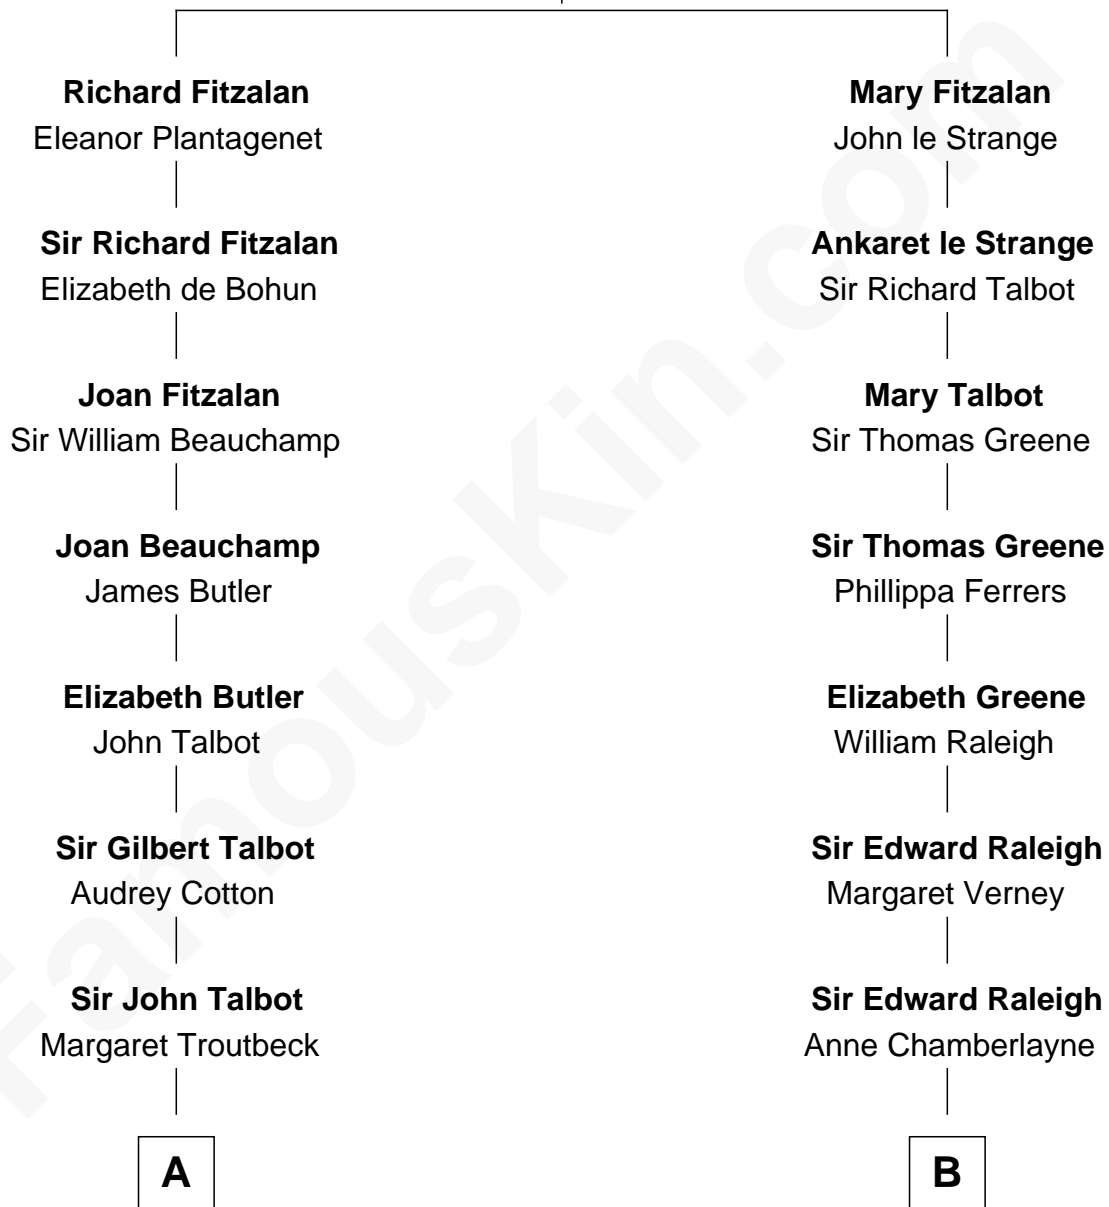 Richard Fitzalan
Eleanor Plantagenet
Sir Richard Fitzalan
Elizabeth de Bohun
Joan Fitzalan
Sir William Beauchamp
Joan Beauchamp
James Butler
Elizabeth Butler
John Talbot
Sir Gilbert Talbot
Audrey Cotton
Sir John Talbot
Margaret Troutbeck
A
Mary Fitzalan
John le Strange
Ankaret le Strange
Sir Richard Talbot
Mary Talbot
Sir Thomas Greene
Sir Thomas Greene
Phillippa Ferrers
Elizabeth Greene
William Raleigh
Sir Edward Raleigh
Margaret Verney
Sir Edward Raleigh
Anne Chamberlayne
B
FamousKin.com